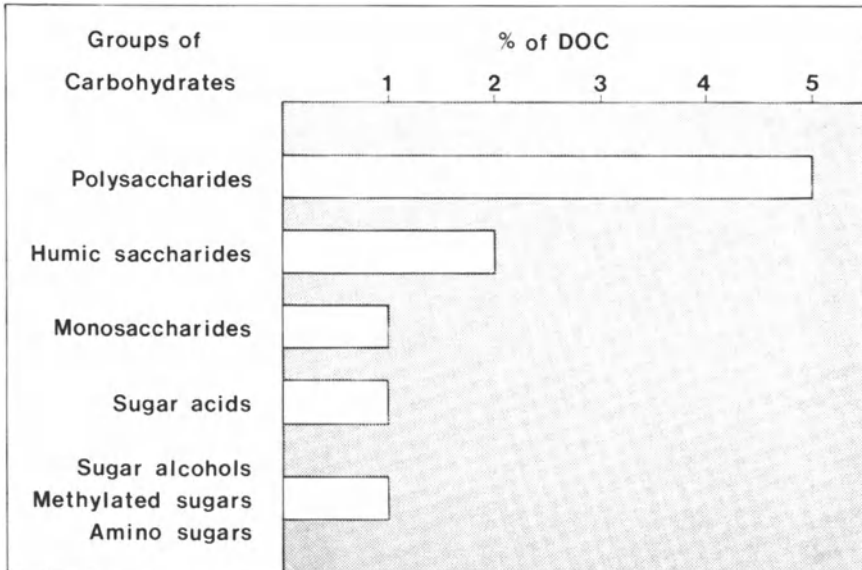 Groups of
Carbohydrates
% of DOC
1 2 3 4 5
Polysaccharides
Humic saccharides
Monosaccharides
Sugar acids
Sugar alcohols
Methylated sugars
Amino sugars